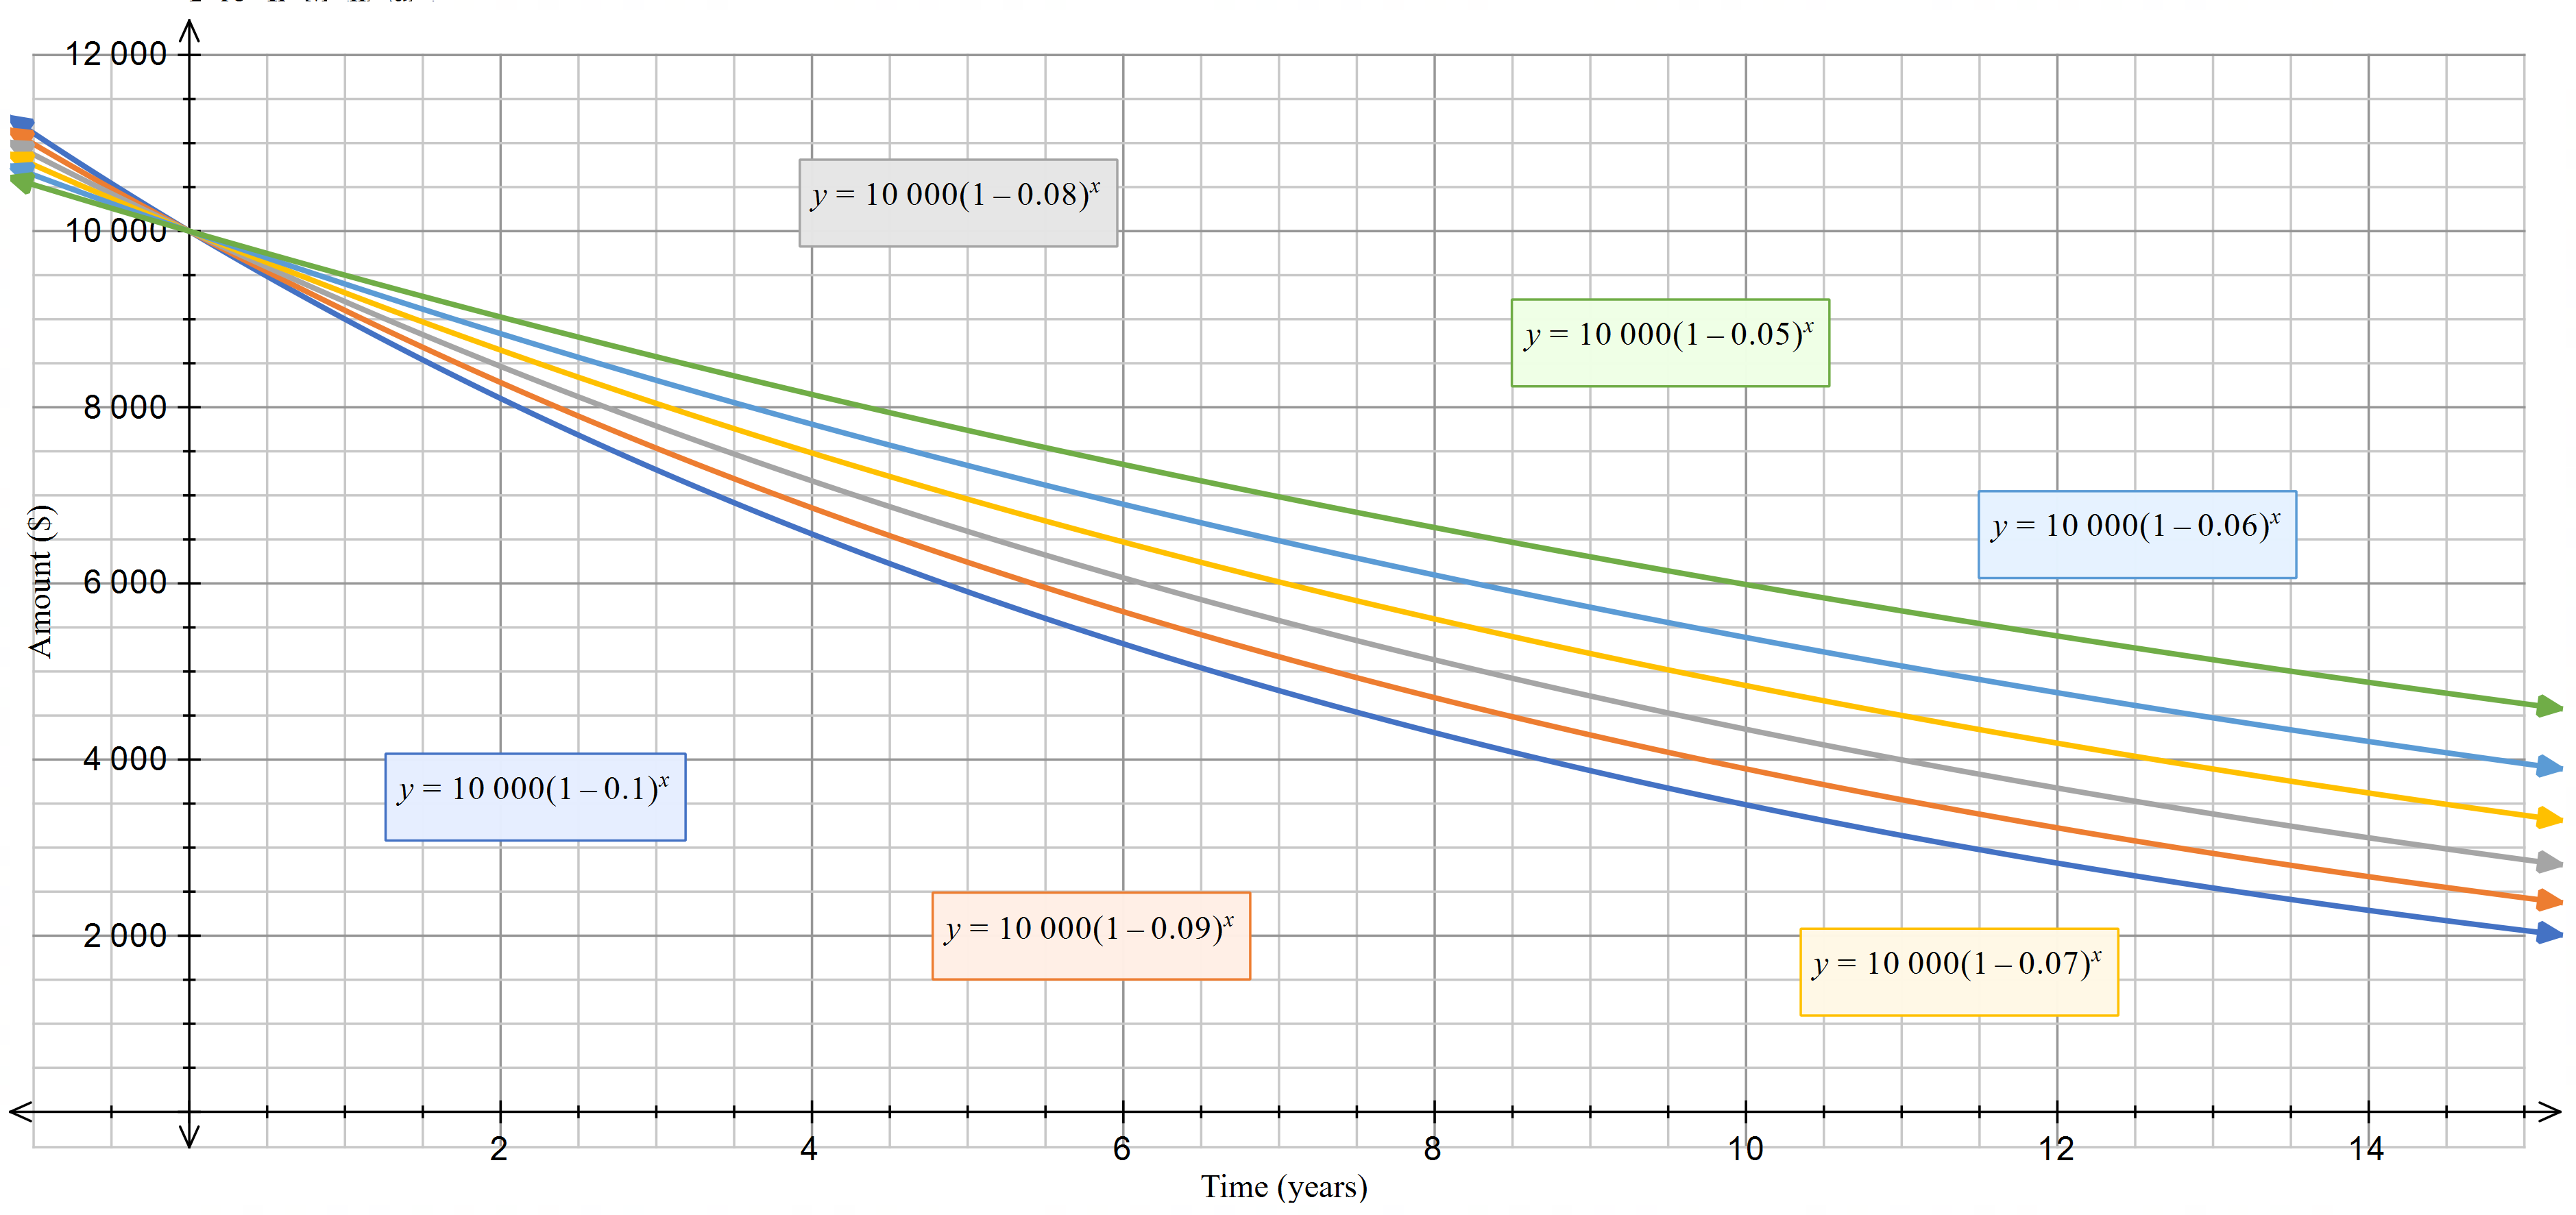 12 000
10 000
8 000
6 000
4 000
2 000
Amount ($)
y = 10 000(1 – 0.08)^x
y = 10 000(1 – 0.05)^x
y = 10 000(1 – 0.06)^x
y = 10 000(1 – 0.1)^x
y = 10 000(1 – 0.09)^x
y = 10 000(1 – 0.07)^x
2 4 6 8 10 12 14
Time (years)